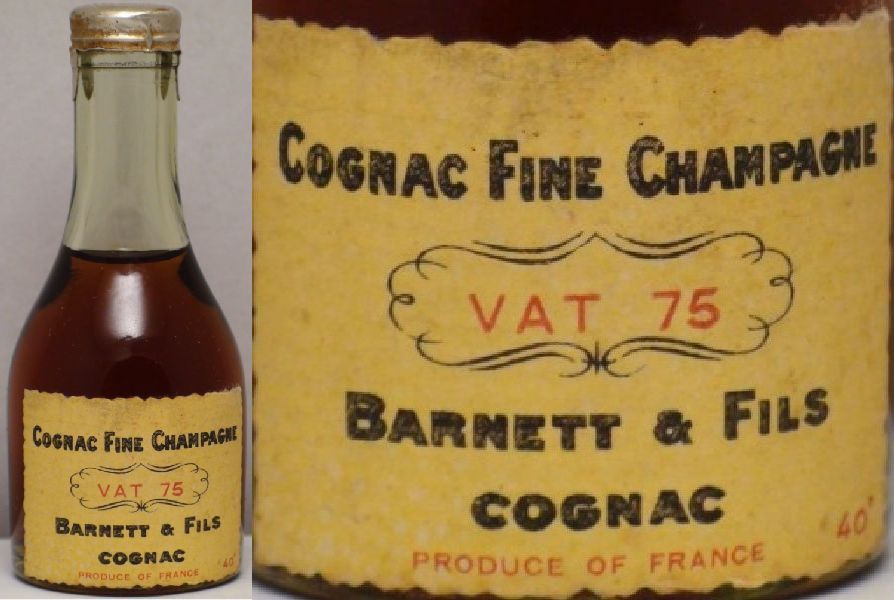 COGNAC FINE CHAMPAGNE
VAT 75
BARNETT & FILS
COGNAC
PRODUCE OF FRANCE
40°
COGNAC FINE CHAMPAGNE
VAT 75
BARNETT & FILS
COGNAC
40°
PRODUCE OF FRANCE